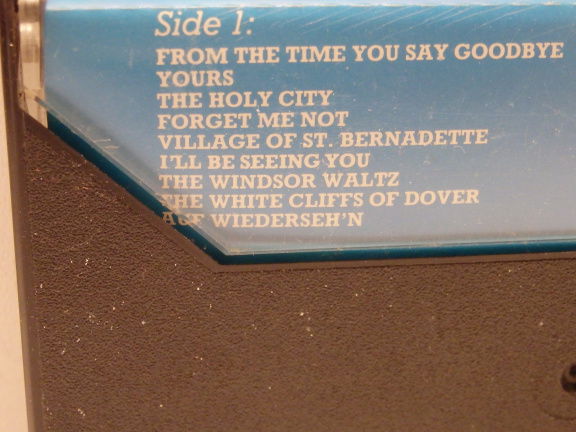 Side 1:
FROM THE TIME YOU SAY GOODBYE
YOURS
THE HOLY CITY
FORGET ME NOT
VILLAGE OF ST. BERNADETTE
I'LL BE SEEING YOU
THE WINDSOR WALTZ
THE WHITE CLIFFS OF DOVER
AUF WIEDERSEH'N